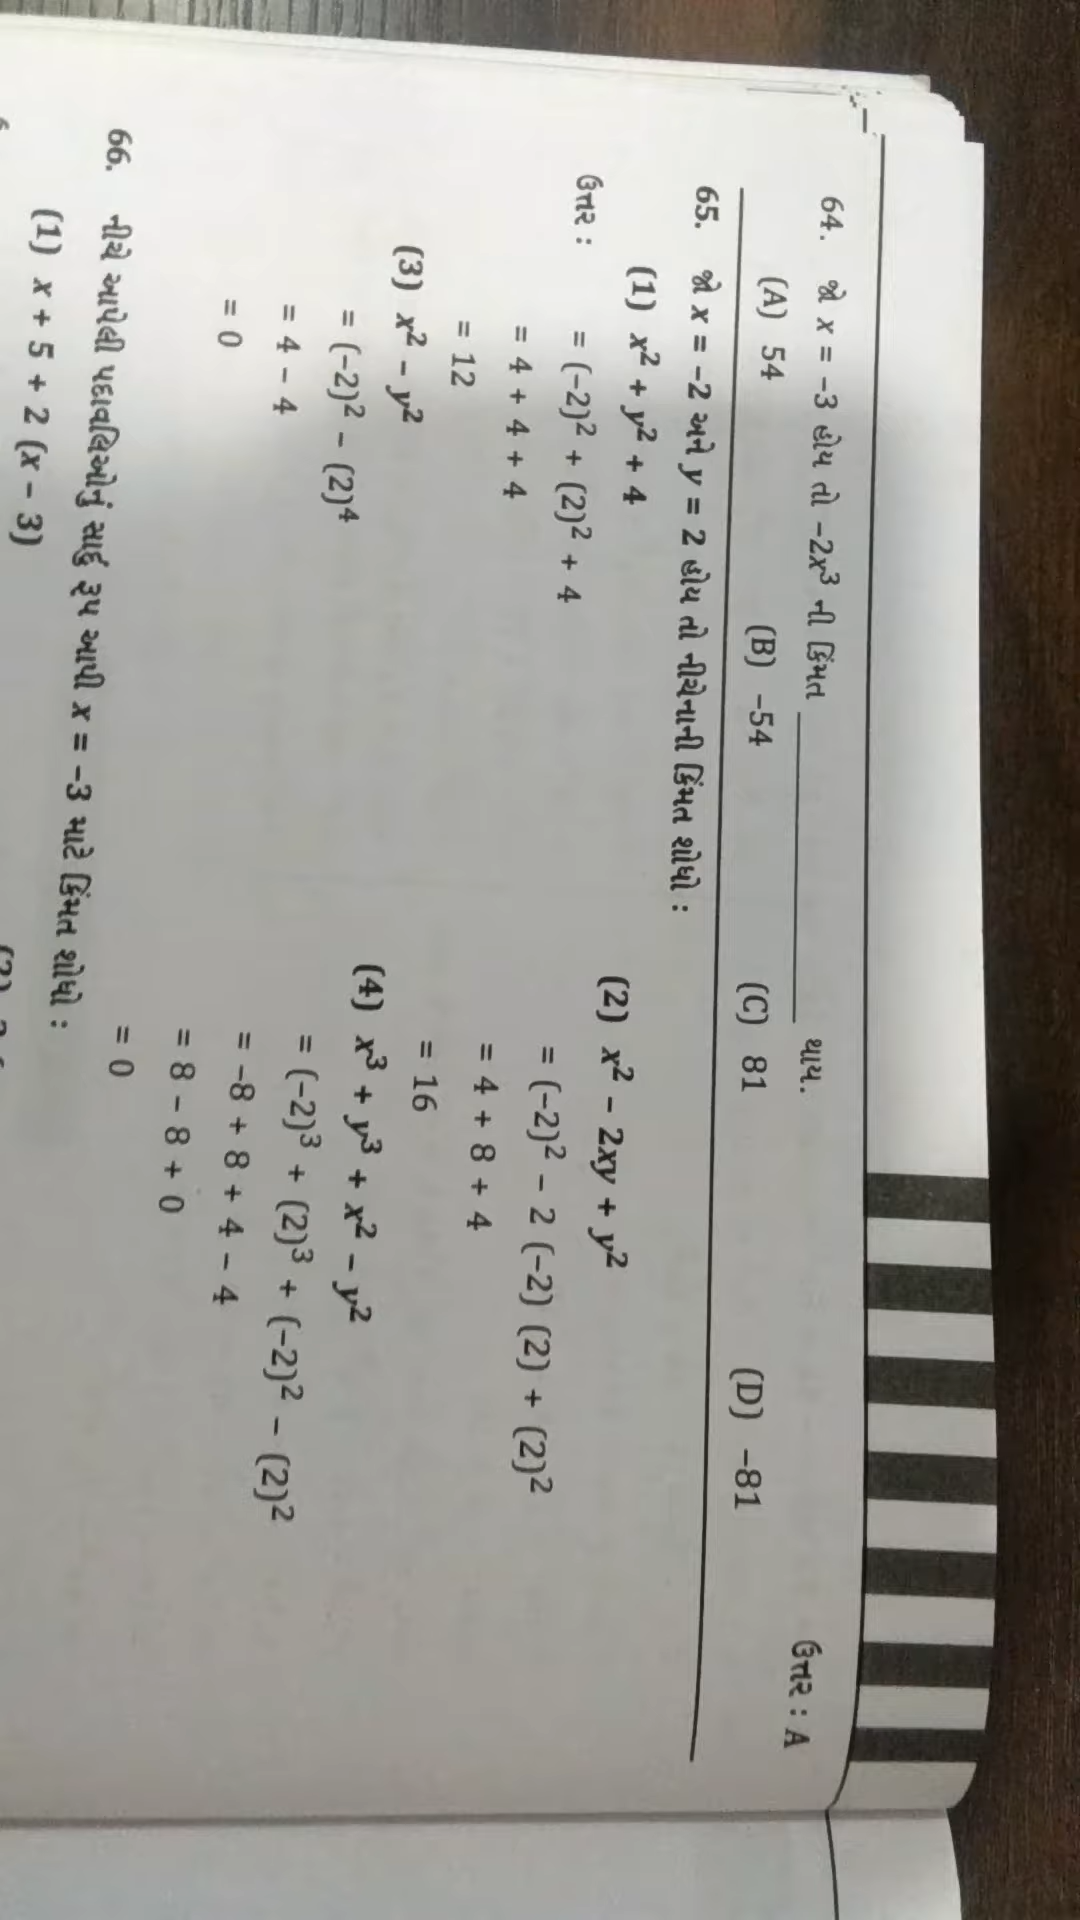 64. જો x = -3 હોય તો -2x³ ની કિંમત ____________ થાય. ઉત્તર : A
(A) 54 (B) -54 (C) 81 (D) -81
65. જો x = -2 અને y = 2 હોય તો નીચેનાની કિંમત શોધો :
(1) x² + y² + 4 (2) x² - 2xy + y²
ઉત્તર : = (-2)² + (2)² + 4 = (-2)² - 2 (-2) (2) + (2)²
= 4 + 4 + 4 = 4 + 8 + 4
= 12 = 16
(3) x² - y² (4) x³ + y³ + x² - y²
= (-2)² - (2)⁴ = (-2)³ + (2)³ + (-2)² - (2)²
= 4 - 4 = -8 + 8 + 4 - 4
= 0 = 8 - 8 + 0
= 0
66. નીચે આપેલી પદાવલિઓનું સાદું રૂપ આપી x = -3 માટે કિંમત શોધો :
(1) x + 5 + 2 (x - 3)